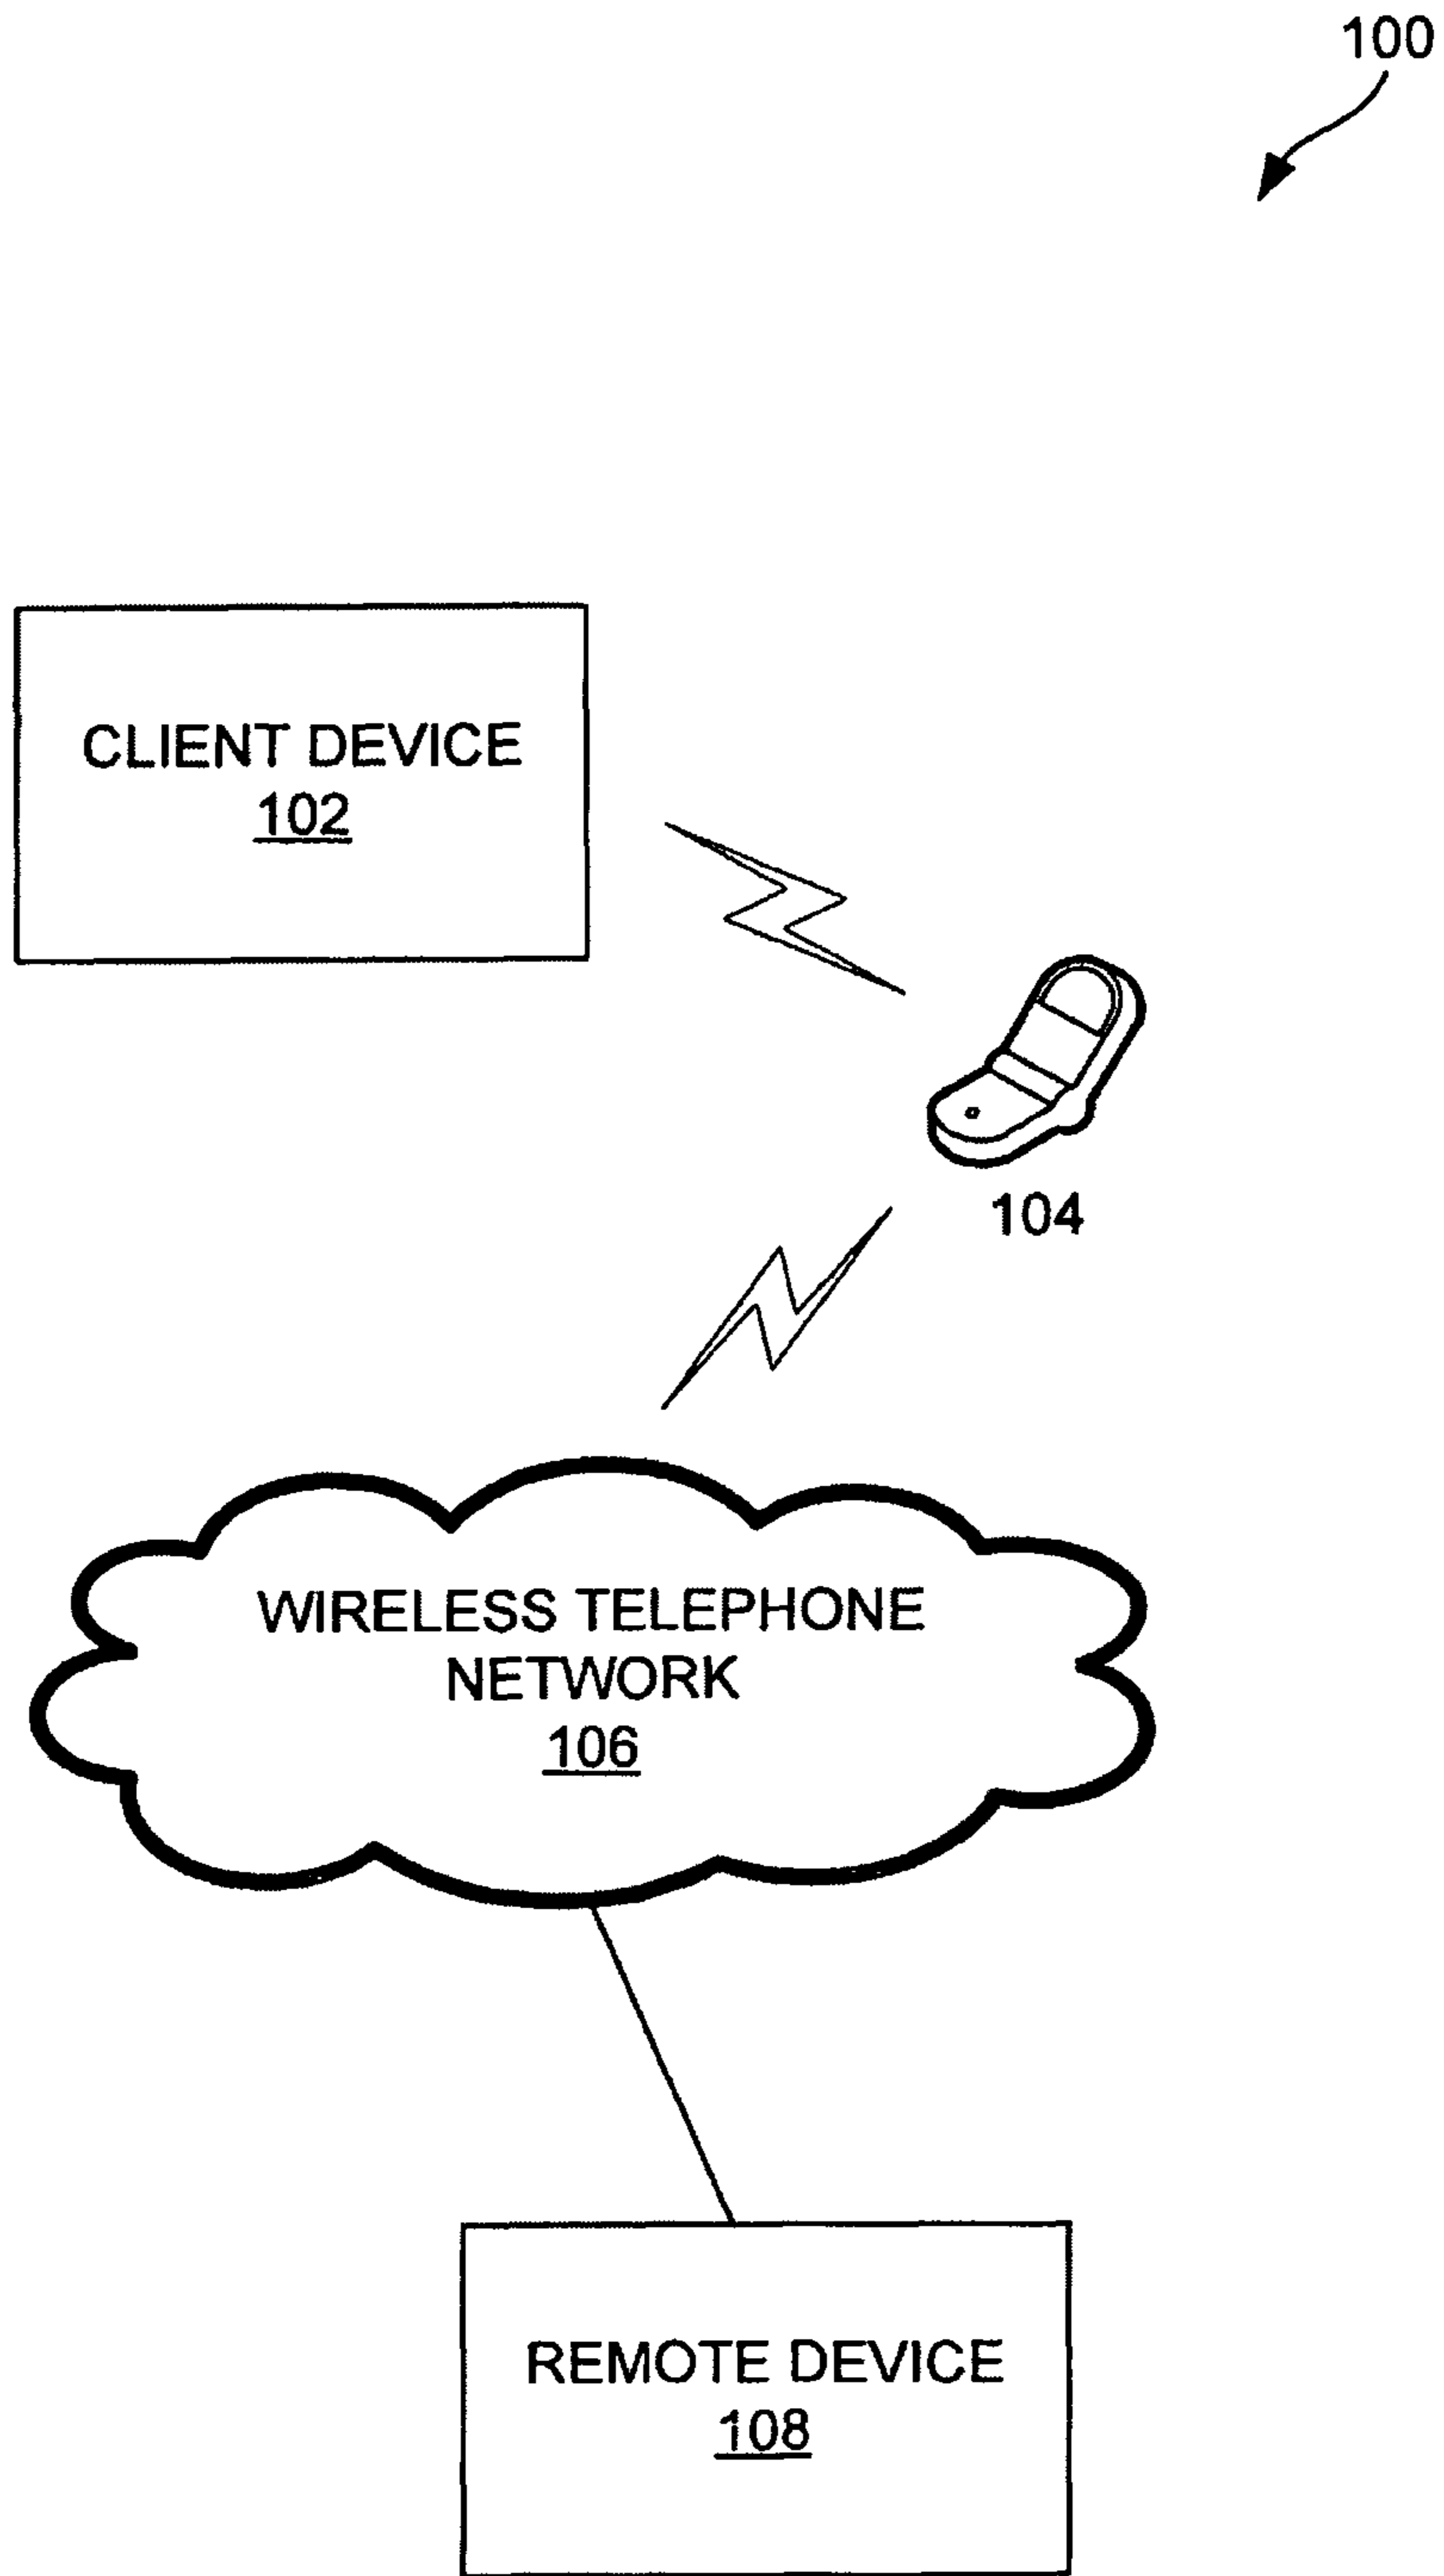 100
CLIENT DEVICE
102
104
WIRELESS TELEPHONE
NETWORK
106
REMOTE DEVICE
108